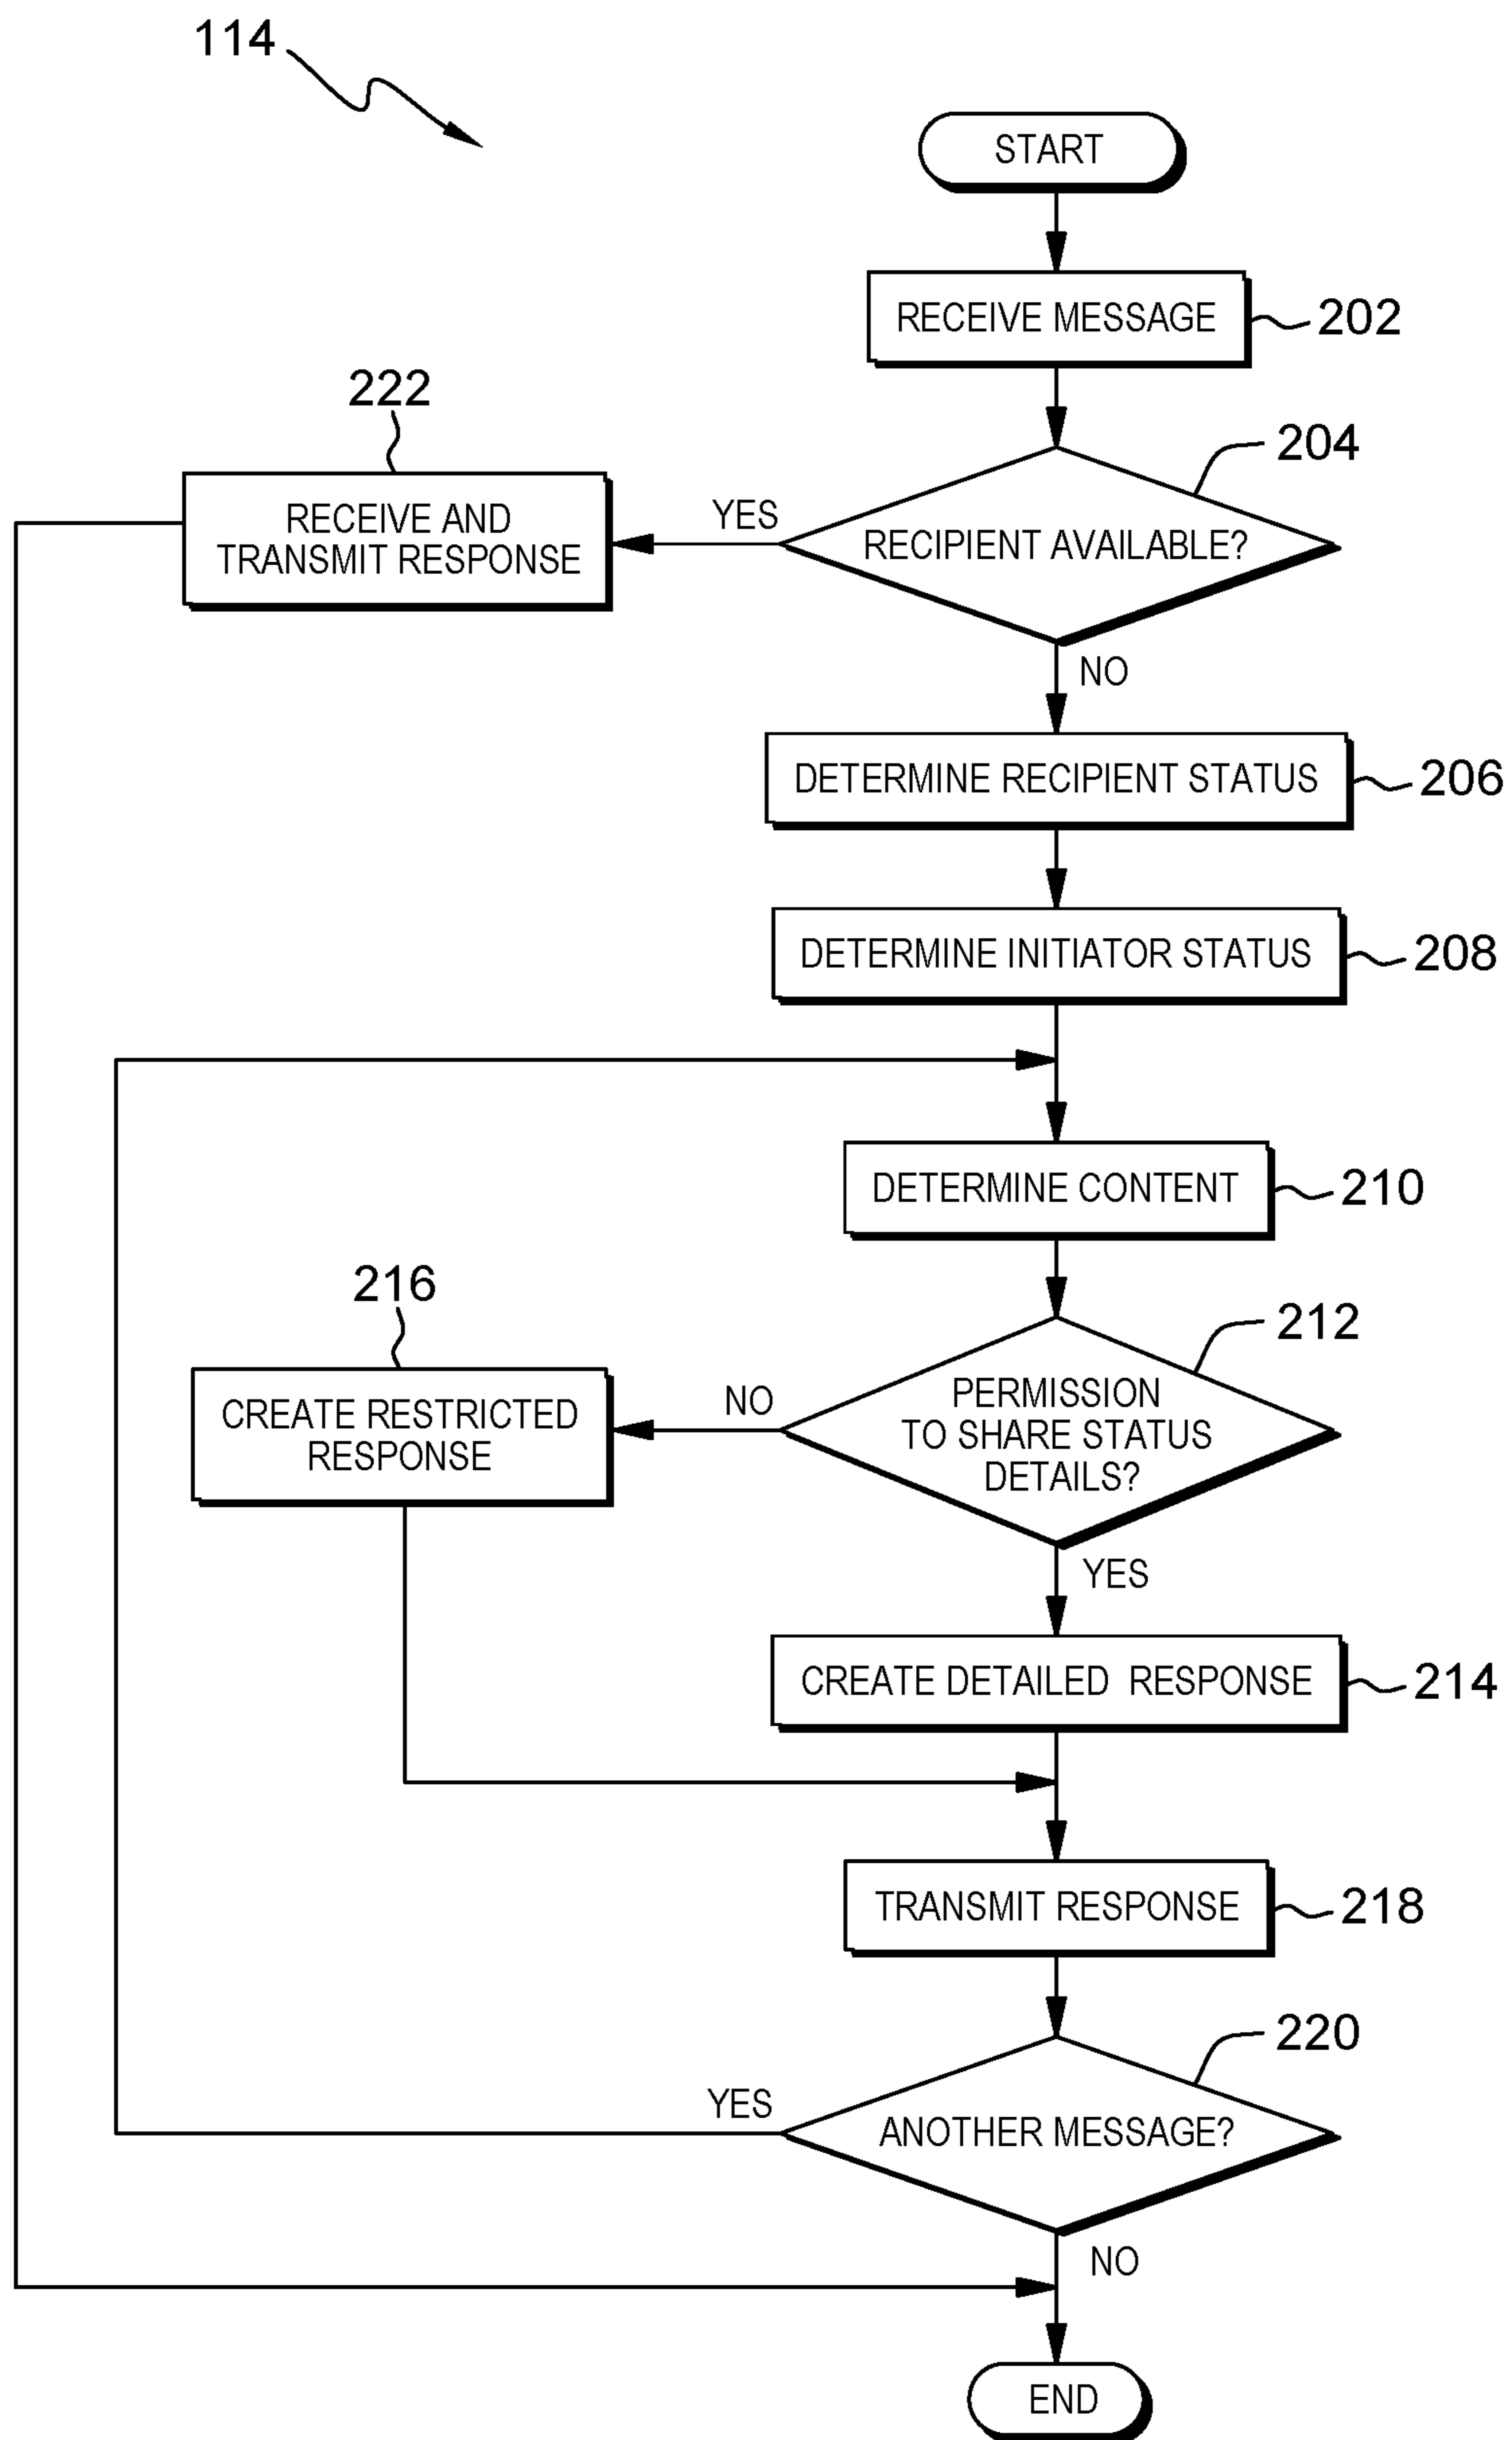 114
START
RECEIVE MESSAGE
202
222
204
RECEIVE AND
TRANSMIT RESPONSE
YES
RECIPIENT AVAILABLE?
NO
DETERMINE RECIPIENT STATUS
206
DETERMINE INITIATOR STATUS
208
DETERMINE CONTENT
210
216
212
CREATE RESTRICTED
RESPONSE
NO
PERMISSION
TO SHARE STATUS
DETAILS?
YES
CREATE DETAILED RESPONSE
214
TRANSMIT RESPONSE
218
220
YES
ANOTHER MESSAGE?
NO
END